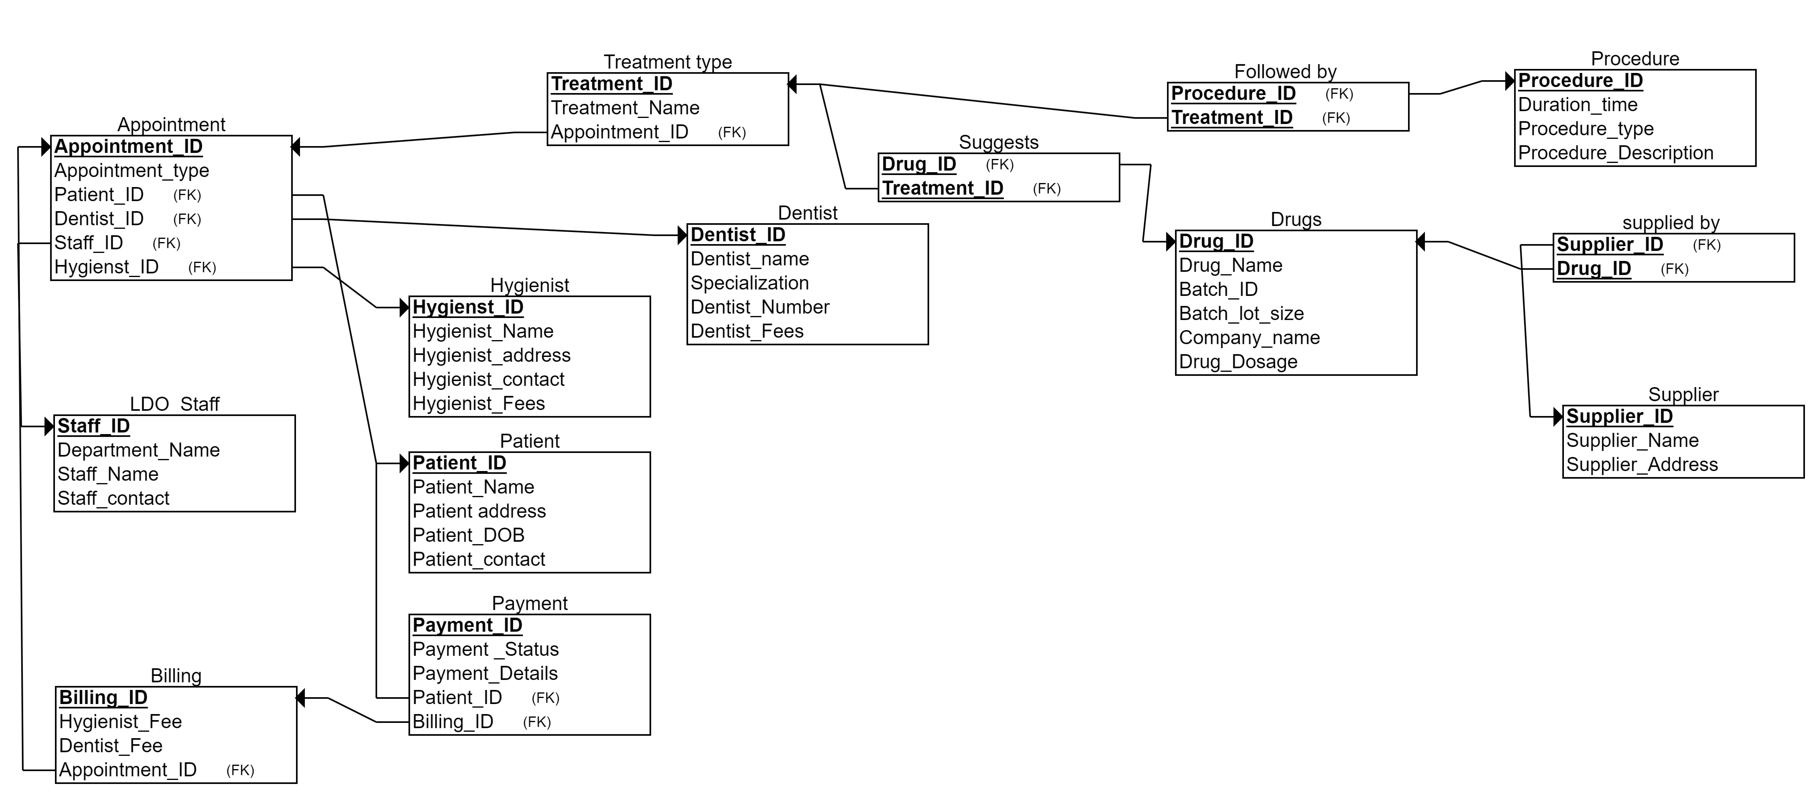 Treatment type
Treatment_ID
Treatment_Name
Appointment_ID (FK)
Followed by
Procedure_ID (FK)
Treatment_ID (FK)
Procedure
Procedure_ID
Duration_time
Procedure_type
Procedure_Description
Appointment
Appointment_ID
Appointment_type
Patient_ID (FK)
Dentist_ID (FK)
Staff_ID (FK)
Hygienst_ID (FK)
Suggests
Drug_ID (FK)
Treatment_ID (FK)
Dentist
Dentist_ID
Dentist_name
Specialization
Dentist_Number
Dentist_Fees
Drugs
Drug_ID
Drug_Name
Batch_ID
Batch_lot_size
Company_name
Drug_Dosage
supplied by
Supplier_ID (FK)
Drug_ID (FK)
Hygienist
Hygienst_ID
Hygienist_Name
Hygienist_address
Hygienist_contact
Hygienist_Fees
Supplier
Supplier_ID
Supplier_Name
Supplier_Address
LDO Staff
Staff_ID
Department_Name
Staff_Name
Staff_contact
Patient
Patient_ID
Patient_Name
Patient address
Patient_DOB
Patient_contact
Payment
Payment_ID
Payment _Status
Payment_Details
Patient_ID (FK)
Billing_ID (FK)
Billing
Billing_ID
Hygienist_Fee
Dentist_Fee
Appointment_ID (FK)